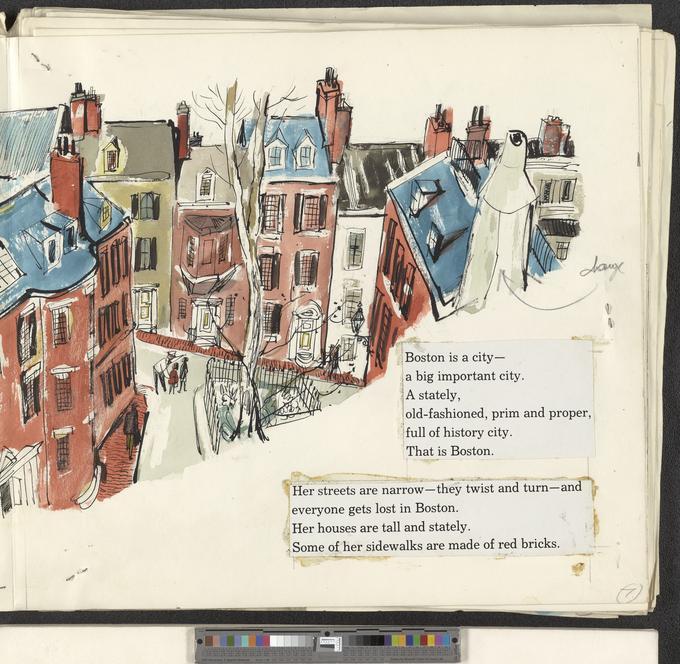 Boston is a city—
a big important city.
A stately,
old-fashioned, prim and proper,
full of history city.
That is Boston.
Her streets are narrow—they twist and turn—and
everyone gets lost in Boston.
Her houses are tall and stately.
Some of her sidewalks are made of red bricks.